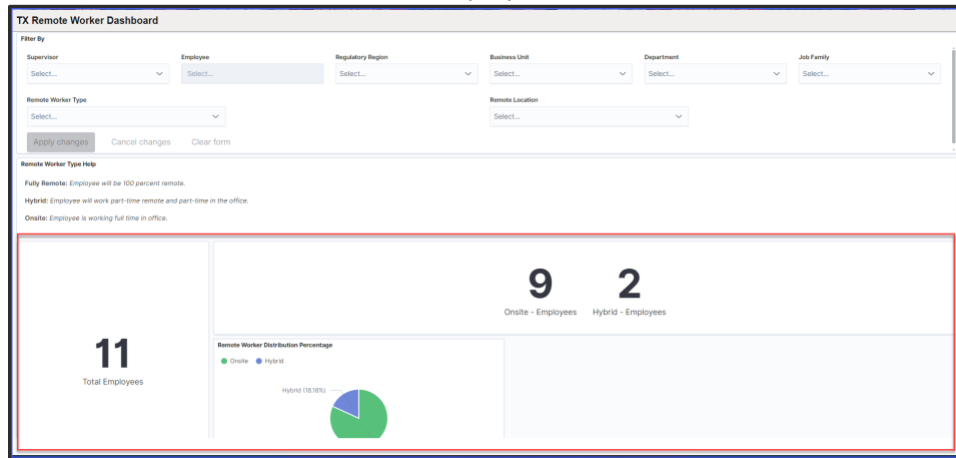 TX Remote Worker Dashboard
Filter By
Supervisor Employee Regulatory Region Business Unit Department Job Family
Select... Select... Select... Select... Select... Select...
Remote Worker Type Remote Location
Select... Select...
Apply changes Cancel changes Clear form
Remote Worker Type Help
Fully Remote: Employee will be 100 percent remote.
Hybrid: Employee will work part-time remote and part-time in the office.
Onsite: Employee is working full time in office.
9 2
Onsite - Employees Hybrid - Employees
11
Total Employees
Remote Worker Distribution Percentage
Onsite Hybrid
Hybrid (18.18%)